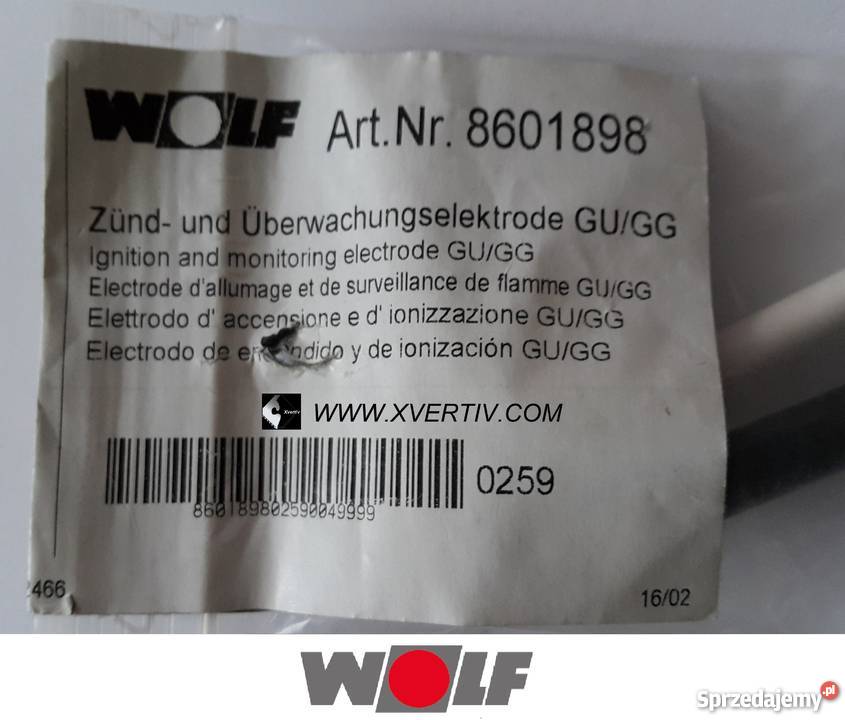 WOLF Art.Nr. 8601898
Zünd- und Überwachungselektrode GU/GG
Ignition and monitoring electrode GU/GG
Electrode d'allumage et de surveillance de flamme GU/GG
Elettrodo d' accensione e d' ionizzazione GU/GG
Electrodo de y de ionización GU/GG
Xvertiv WWW.XVERTIV.COM
0259
860189802590049999
466
16/02
WOLF
Sprzedajemy.pl